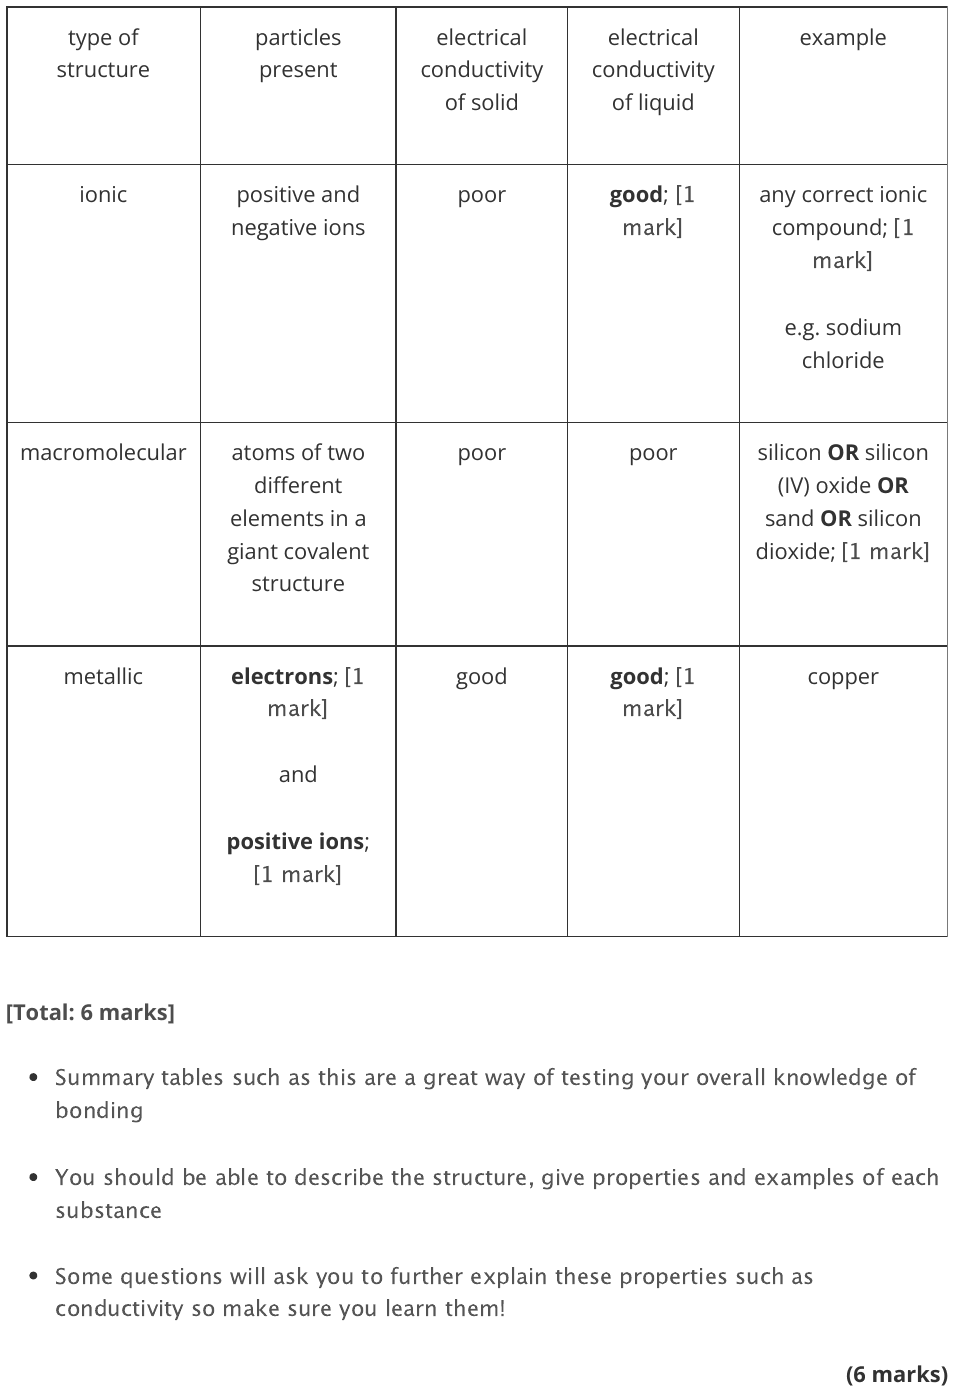 type of
structure
particles
present
electrical
conductivity
of solid
electrical
conductivity
of liquid
example
ionic
positive and
negative ions
poor
good; [1
mark]
any correct ionic
compound; [1
mark]
e.g. sodium
chloride
macromolecular
atoms of two
different
elements in a
giant covalent
structure
poor
poor
silicon OR silicon
(IV) oxide OR
sand OR silicon
dioxide; [1 mark]
metallic
electrons; [1
mark]
and
positive ions;
[1 mark]
good
good; [1
mark]
copper
[Total: 6 marks]
• Summary tables such as this are a great way of testing your overall knowledge of
bonding
• You should be able to describe the structure, give properties and examples of each
substance
• Some questions will ask you to further explain these properties such as
conductivity so make sure you learn them!
(6 marks)